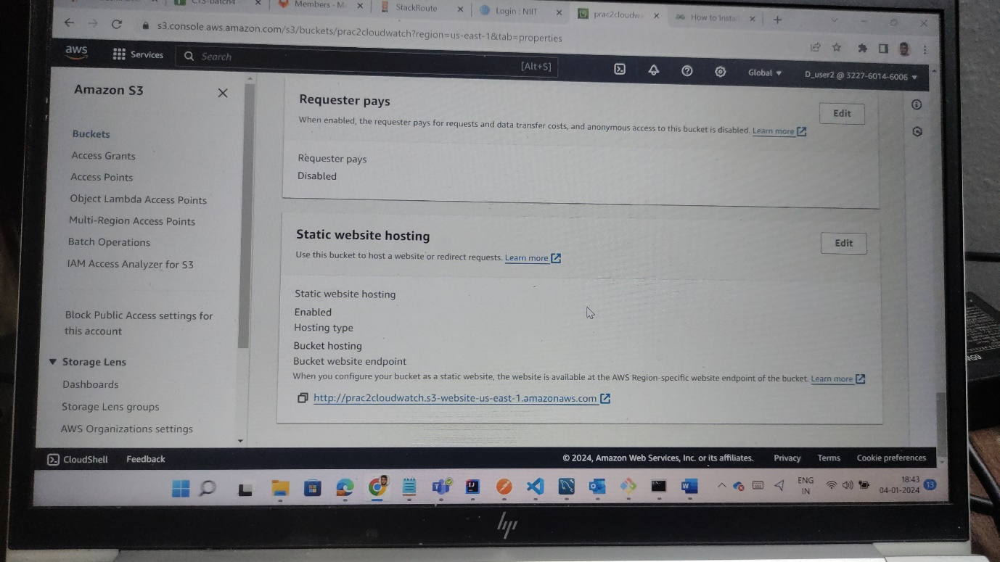 CTS-batch4
Members - M
StackRoute
Login : NIIT
prac2cloudw
How to Instal
s3.console.aws.amazon.com/s3/buckets/prac2cloudwatch?region=us-east-1&tab=properties
aws
Services
Search
[Alt+S]
Global
D_user2 @ 3227-6014-6006
Amazon S3
Buckets
Access Grants
Access Points
Object Lambda Access Points
Multi-Region Access Points
Batch Operations
IAM Access Analyzer for S3
Block Public Access settings for
this account
Storage Lens
Dashboards
Storage Lens groups
AWS Organizations settings
Requester pays
Edit
When enabled, the requester pays for requests and data transfer costs, and anonymous access to this bucket is disabled. Learn more
Requester pays
Disabled
Static website hosting
Edit
Use this bucket to host a website or redirect requests. Learn more
Static website hosting
Enabled
Hosting type
Bucket hosting
Bucket website endpoint
When you configure your bucket as a static website, the website is available at the AWS Region-specific website endpoint of the bucket. Learn more
http://prac2cloudwatch.s3-website-us-east-1.amazonaws.com
CloudShell
Feedback
© 2024, Amazon Web Services, Inc. or its affiliates.
Privacy
Terms
Cookie preferences
ENG
IN
18:43
04-01-2024
13
hp